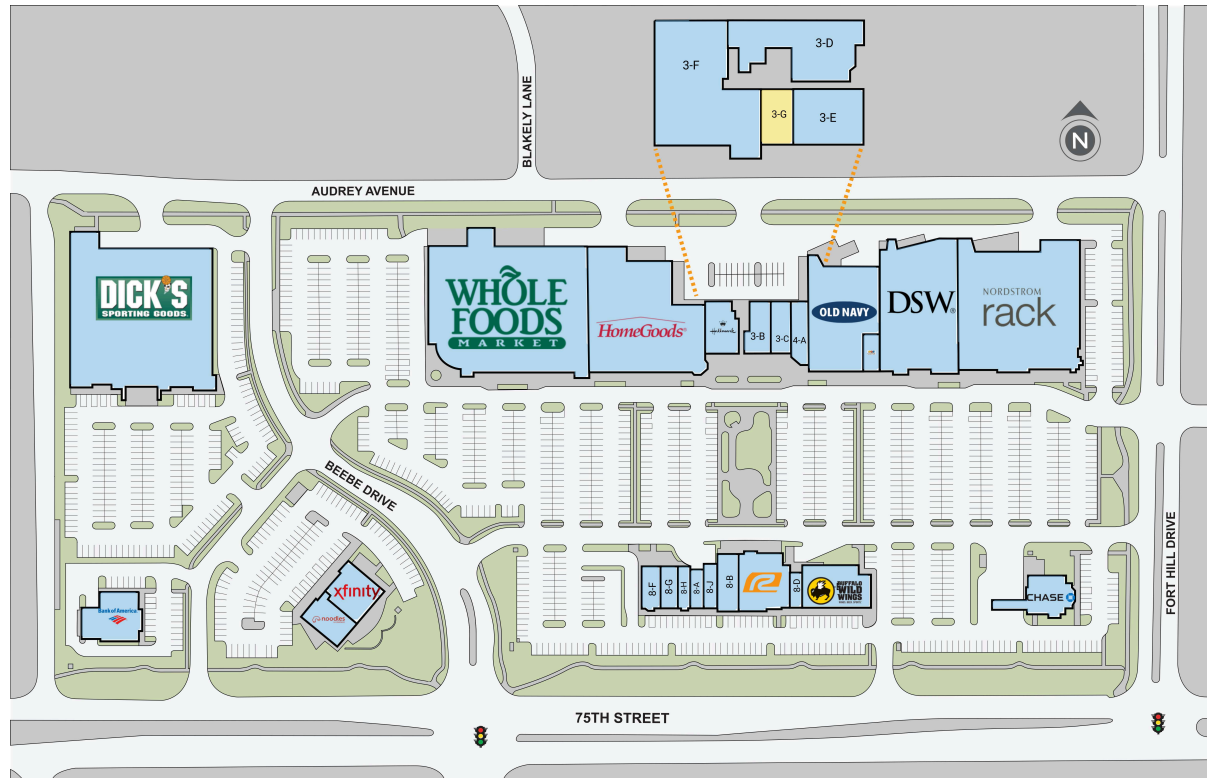 3-F
3-D
3-G
3-E
N
BLAKELY LANE
AUDREY AVENUE
DICK'S
SPORTING GOODS
WHOLE
FOODS
MARKET
HomeGoods
Hallmark
3-B
3-C
4-A
OLD NAVY
DSW
NORDSTROM
rack
BEEBE DRIVE
FORT HILL DRIVE
Bank of America
xfinity
noodles
8-F
8-G
8-H
8-A
8-J
8-B
8-D
BUFFALO
WILD
WINGS
CHASE
75TH STREET